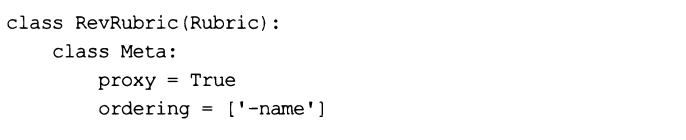 class RevRubric(Rubric):
    class Meta:
        proxy = True
        ordering = ['-name']